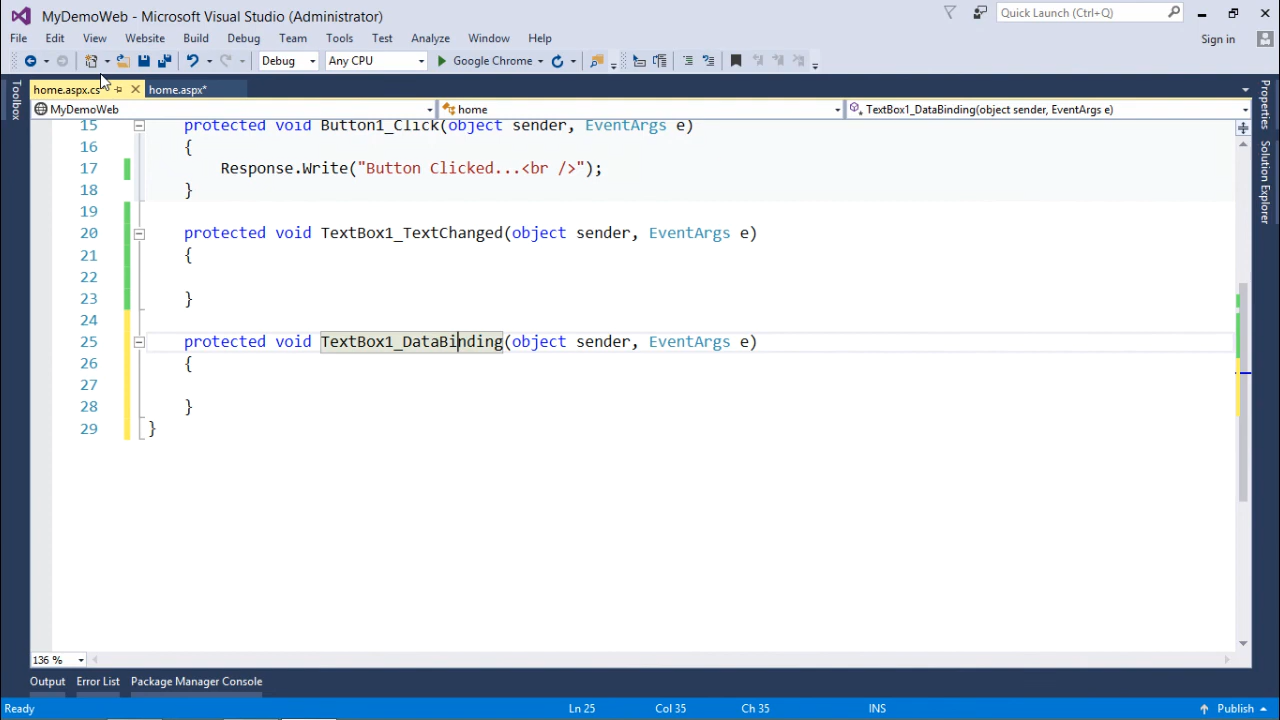 MyDemoWeb - Microsoft Visual Studio (Administrator)
Quick Launch (Ctrl+Q)
File Edit View Website Build Debug Team Tools Test Analyze Window Help
Sign in
Debug Any CPU Google Chrome
home.aspx.cs home.aspx*
MyDemoWeb home TextBox1_DataBinding(object sender, EventArgs e)
Toolbox
Properties
Solution Explorer
15 protected void Button1_Click(object sender, EventArgs e)
16 {
17 Response.Write("Button Clicked...<br />");
18 }
19
20 protected void TextBox1_TextChanged(object sender, EventArgs e)
21 {
22
23 }
24
25 protected void TextBox1_DataBinding(object sender, EventArgs e)
26 {
27
28 }
29 }
136 %
Output Error List Package Manager Console
Ready Ln 25 Col 35 Ch 35 INS Publish